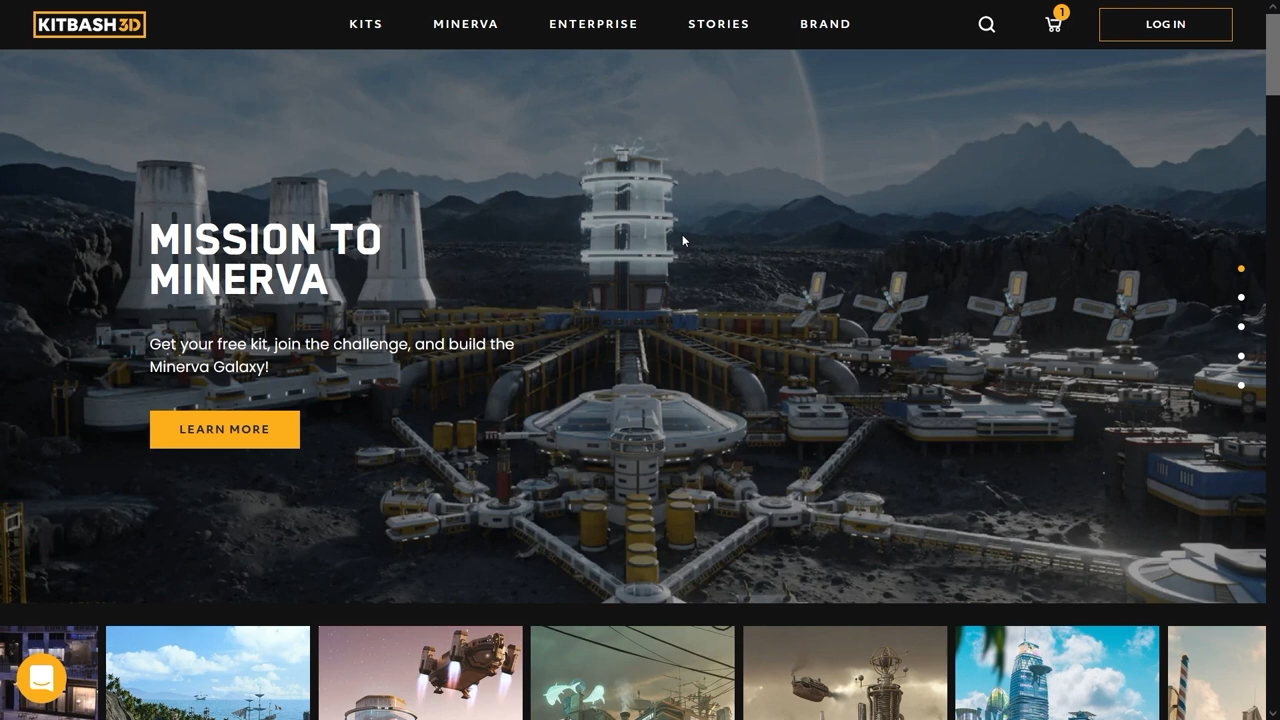 KITBASH3D
KITS
MINERVA
ENTERPRISE
STORIES
BRAND
1
LOG IN
MISSION TO
MINERVA
Get your free kit, join the challenge, and build the
Minerva Galaxy!
LEARN MORE